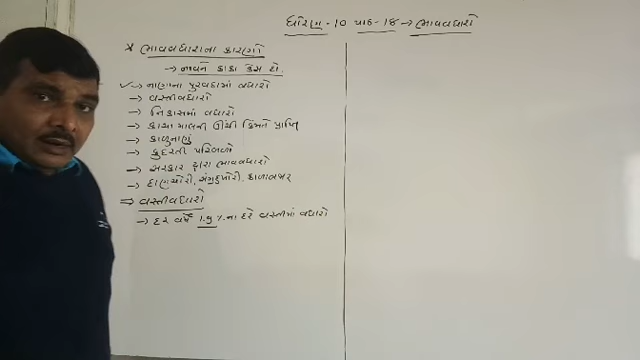 ધોરણ - 10 પાઠ - 18 → ભાવવધારો
* ભાવવધારાના કારણો
→ નાવને કાકા કેસ દો.
✓→ નાણાના પુરવઠામાં વધારો
→ વસ્તીવધારો
→ નિકાસમાં વધારો
→ કાચા માલની ઊંચી કિંમતે પ્રાપ્તિ
→ કાળુનાણું
→ કુદરતી પરિબળો
→ સરકાર દ્વારા ભાવવધારો
→ દાણચોરી, સંગ્રહખોરી, કાળાબજાર
⇒ વસ્તીવધારો
→ દર વર્ષે 1.9 % ના દરે વસ્તીમાં વધારો